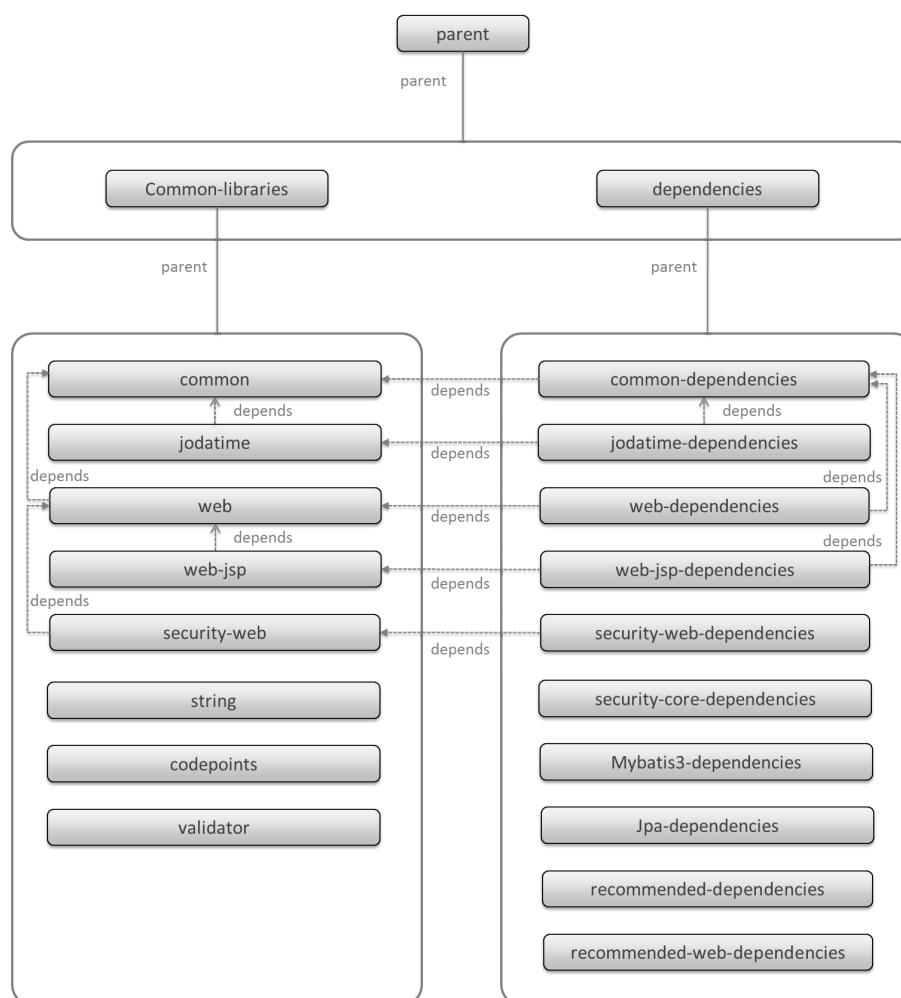 parent
parent
Common-libraries
dependencies
parent
parent
common
depends
common-dependencies
depends
depends
jodatime
depends
jodatime-dependencies
depends
depends
web
depends
web-dependencies
depends
depends
web-jsp
depends
web-jsp-dependencies
depends
security-web
depends
security-web-dependencies
string
security-core-dependencies
codepoints
Mybatis3-dependencies
validator
Jpa-dependencies
recommended-dependencies
recommended-web-dependencies